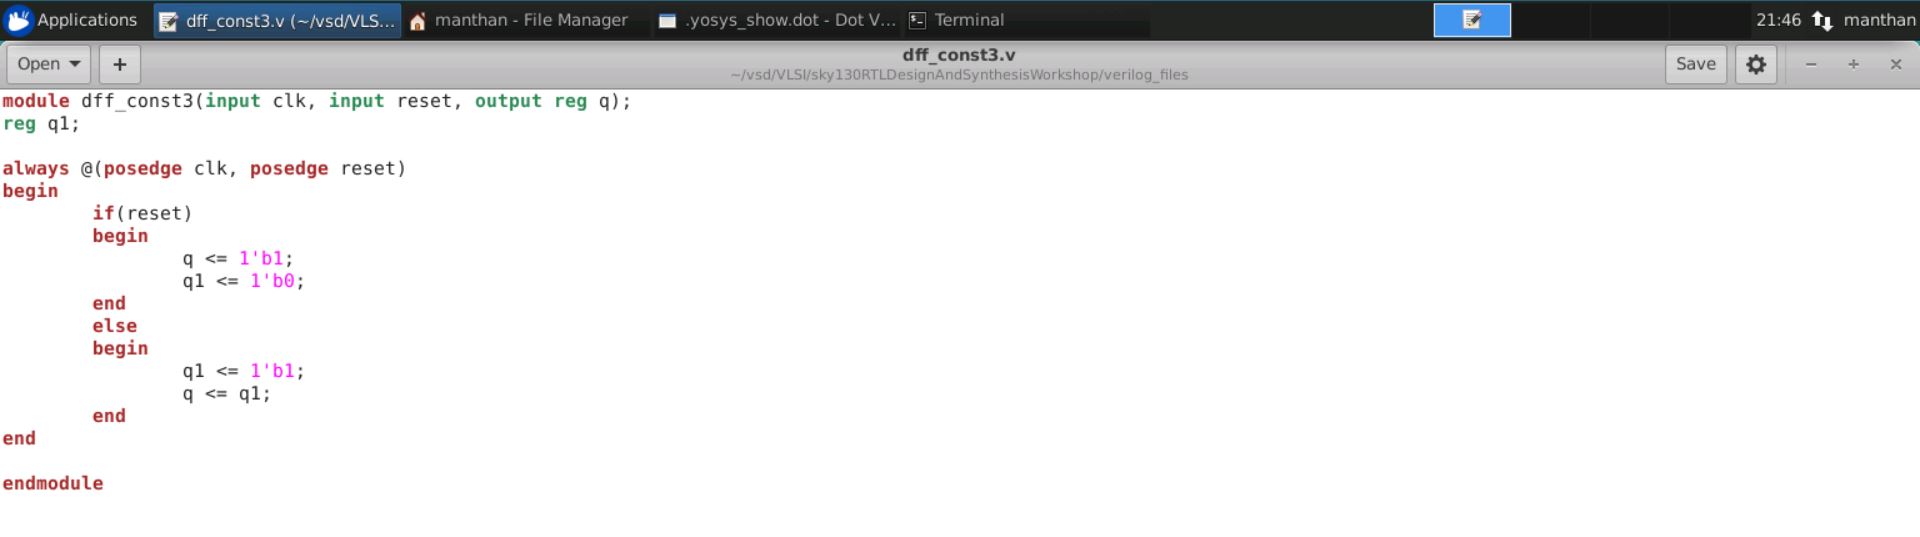 Applications dff_const3.v (~/vsd/VLS... manthan - File Manager .yosys_show.dot - Dot V... Terminal 21:46 manthan
Open + dff_const3.v Save
~/vsd/VLSI/sky130RTLDesignAndSynthesisWorkshop/verilog_files
module dff_const3(input clk, input reset, output reg q);
reg q1;
always @(posedge clk, posedge reset)
begin
if(reset)
begin
q <= 1'b1;
q1 <= 1'b0;
end
else
begin
q1 <= 1'b1;
q <= q1;
end
end
endmodule